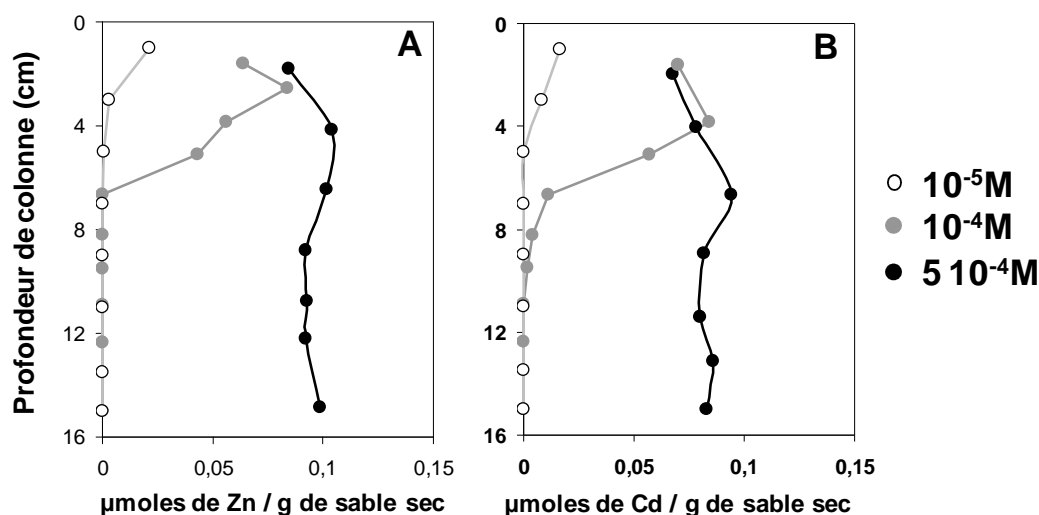 A
B
Profondeur de colonne (cm)
0
4
8
12
16
0
0,05
0,1
0,15
µmoles de Zn / g de sable sec
0
4
8
12
16
0
0,05
0,1
0,15
µmoles de Cd / g de sable sec
10⁻⁵M
10⁻⁴M
5 10⁻⁴M